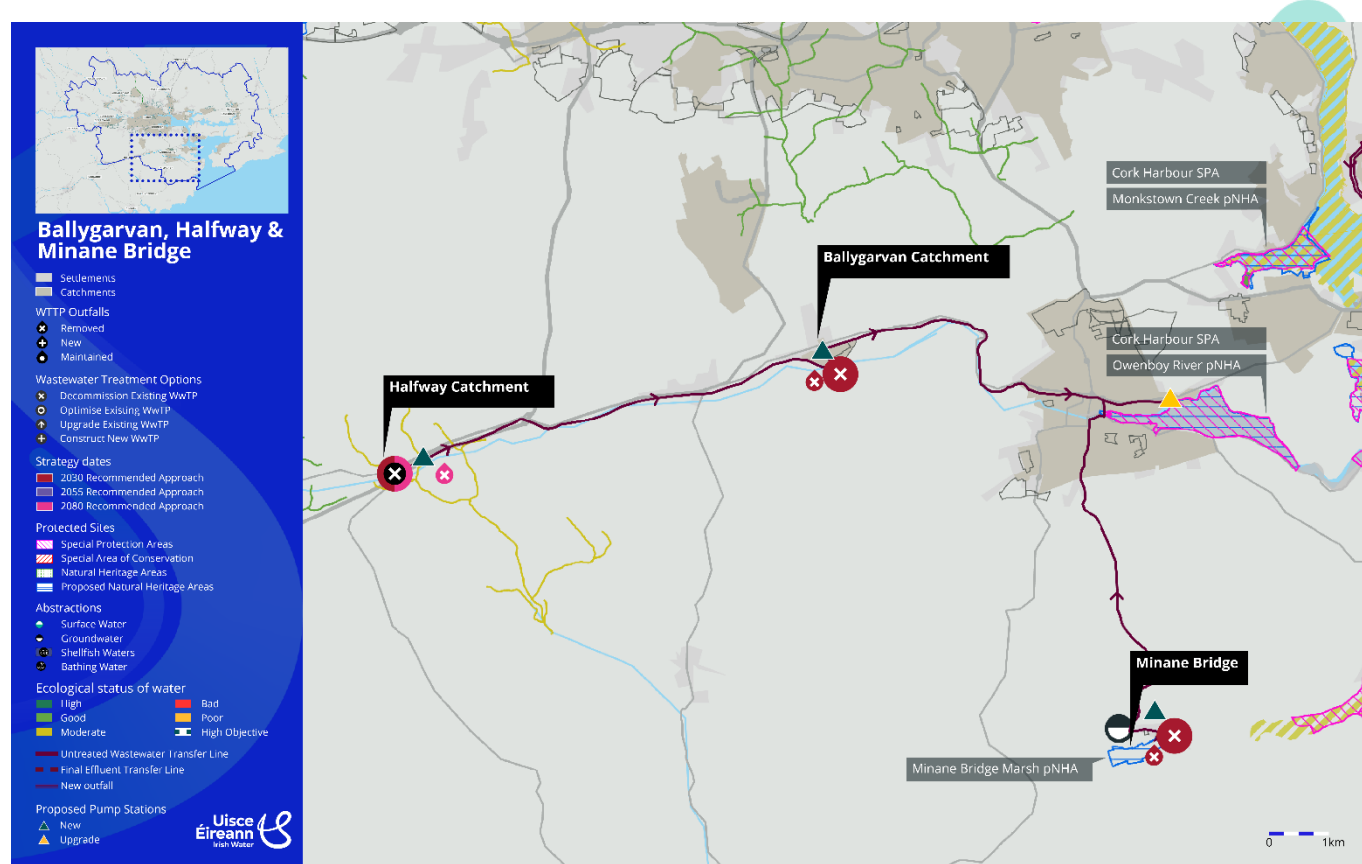 Ballygarvan, Halfway &
Minane Bridge
Settlements
Catchments
WTTP Outfalls
Removed
New
Maintained
Wastewater Treatment Options
Decommission Existing WwTP
Optimise Existing WwTP
Upgrade Existing WwTP
Construct New WwTP
Strategy dates
2030 Recommended Approach
2055 Recommended Approach
2080 Recommended Approach
Protected Sites
Special Protection Areas
Special Area of Conservation
Natural Heritage Areas
Proposed Natural Heritage Areas
Abstractions
Surface Water
Groundwater
Shellfish Waters
Bathing Water
Ecological status of water
High
Bad
Good
Poor
Moderate
High Objective
Untreated Wastewater Transfer Line
Final Effluent Transfer Line
New outfall
Proposed Pump Stations
New
Upgrade
Uisce
Éireann
Irish Water
Cork Harbour SPA
Monkstown Creek pNHA
Ballygarvan Catchment
Cork Harbour SPA
Owenboy River pNHA
Halfway Catchment
Minane Bridge
Minane Bridge Marsh pNHA
0 1km